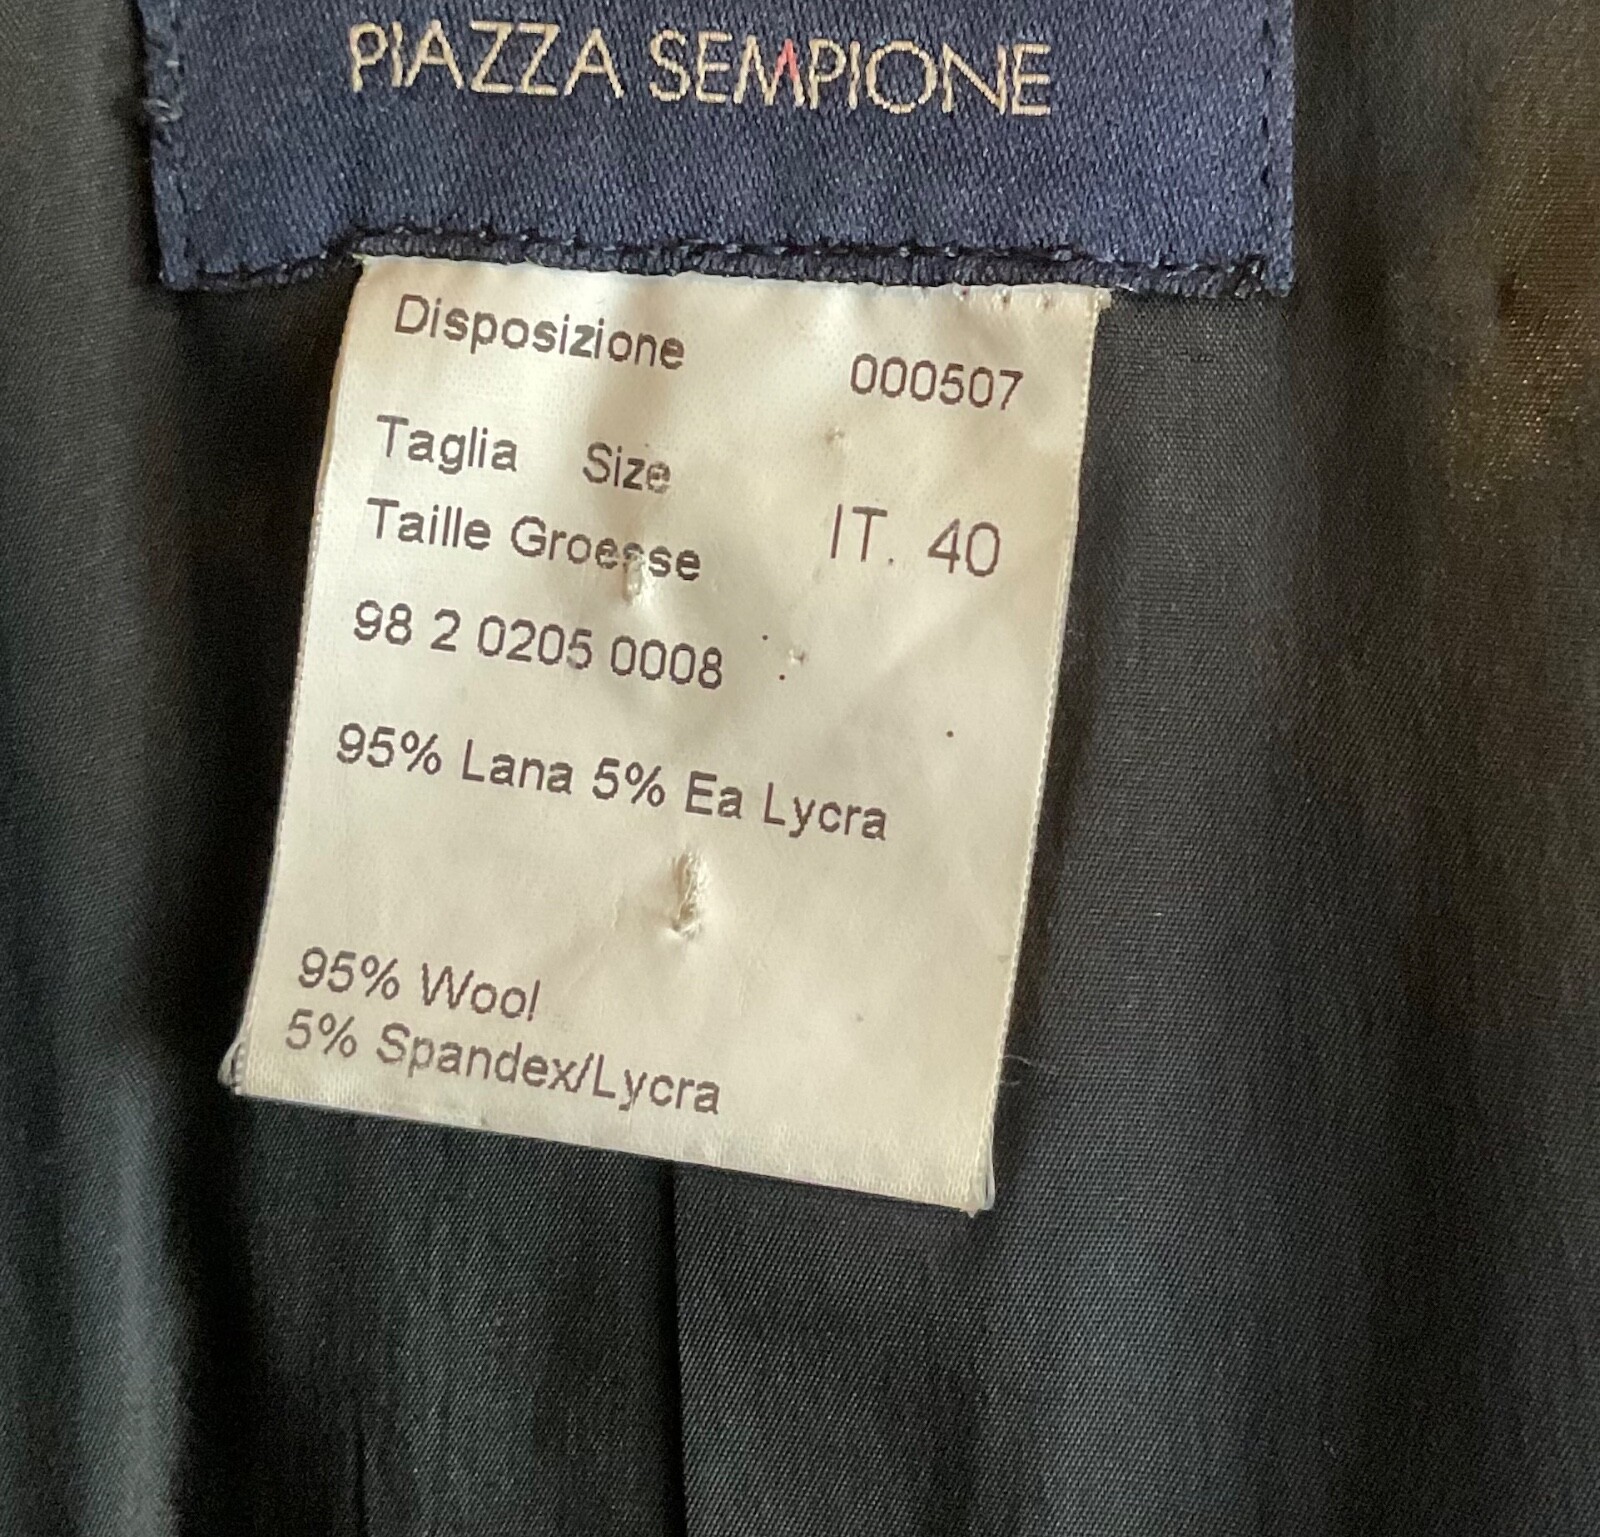 PIAZZA SEMPIONE
Disposizione 000507
Taglia Size
Taille Groesse IT. 40
98 2 0205 0008
95% Lana 5% Ea Lycra
95% Wool
5% Spandex/Lycra